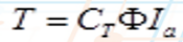 T = C_TΦI_a